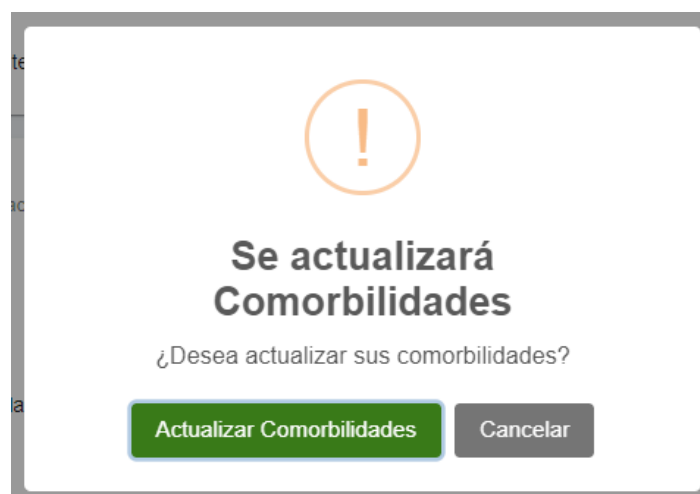 Se actualizará
Comorbilidades
¿Desea actualizar sus comorbilidades?
Actualizar Comorbilidades
Cancelar